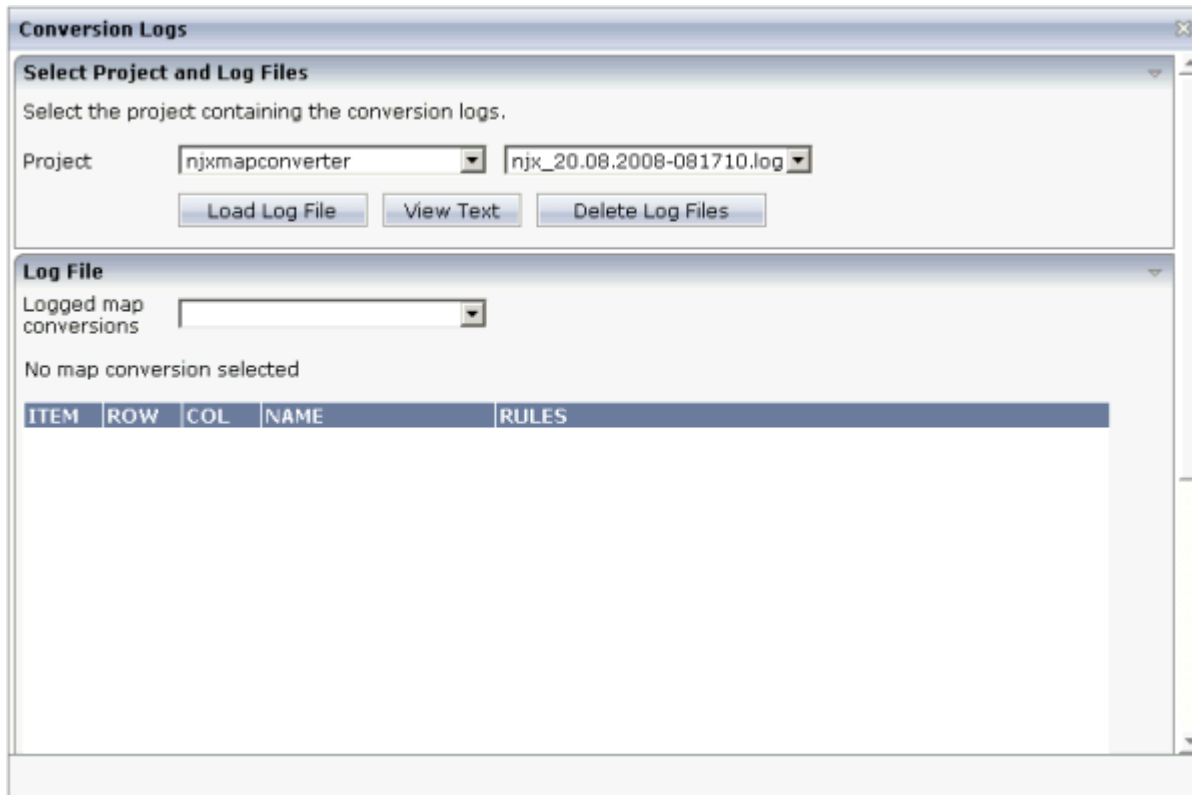 Conversion Logs
Select Project and Log Files
Select the project containing the conversion logs.
Project njxmapconverter njx_20.08.2008-081710.log
Load Log File View Text Delete Log Files
Log File
Logged map
conversions
No map conversion selected
ITEM ROW COL NAME RULES